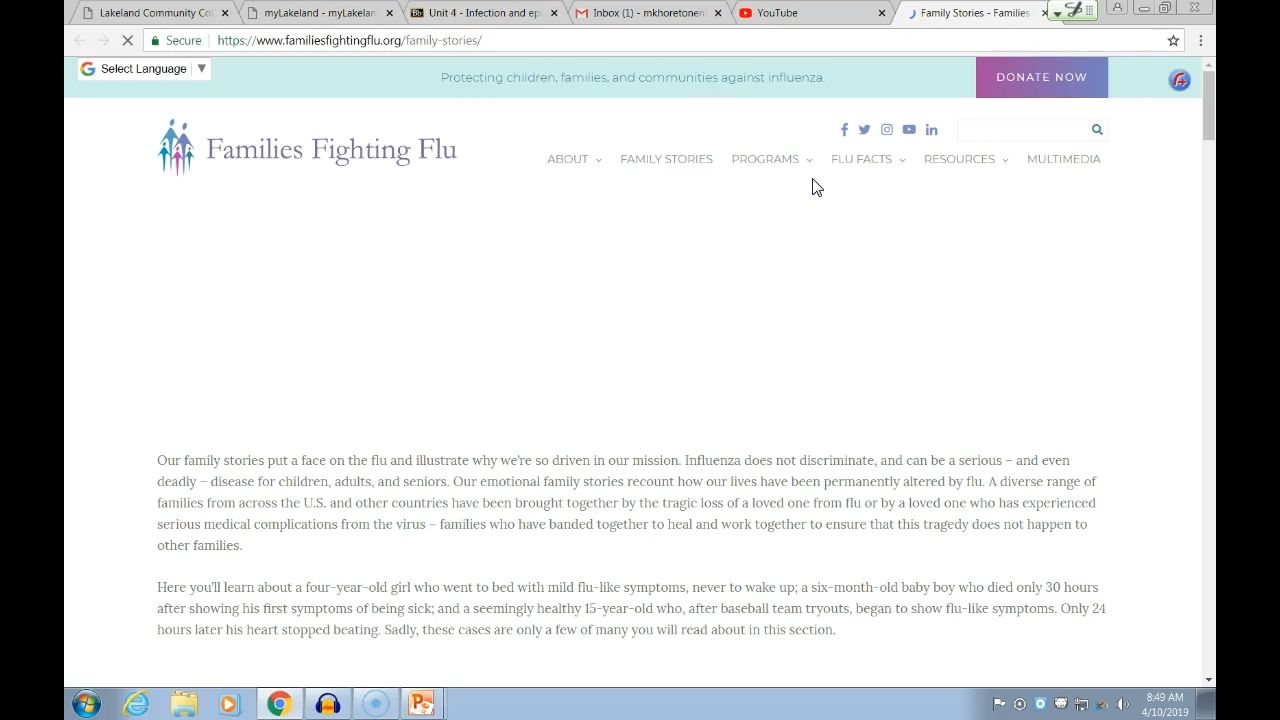 Lakeland Community Co
myLakeland - myLakelan
Unit 4 - Infection and ep
Inbox (1) - mkhoretonen
YouTube
Family Stories - Families
Secure
https://www.familiesfightingflu.org/family-stories/
Select Language ▼
Protecting children, families, and communities against influenza.
DONATE NOW
Families Fighting Flu
ABOUT
FAMILY STORIES
PROGRAMS
FLU FACTS
RESOURCES
MULTIMEDIA
Our family stories put a face on the flu and illustrate why we're so driven in our mission. Influenza does not discriminate, and can be a serious – and even
deadly – disease for children, adults, and seniors. Our emotional family stories recount how our lives have been permanently altered by flu. A diverse range of
families from across the U.S. and other countries have been brought together by the tragic loss of a loved one from flu or by a loved one who has experienced
serious medical complications from the virus – families who have banded together to heal and work together to ensure that this tragedy does not happen to
other families.
Here you'll learn about a four-year-old girl who went to bed with mild flu-like symptoms, never to wake up; a six-month-old baby boy who died only 30 hours
after showing his first symptoms of being sick; and a seemingly healthy 15-year-old who, after baseball team tryouts, began to show flu-like symptoms. Only 24
hours later his heart stopped beating. Sadly, these cases are only a few of many you will read about in this section.
8:49 AM
4/10/2019